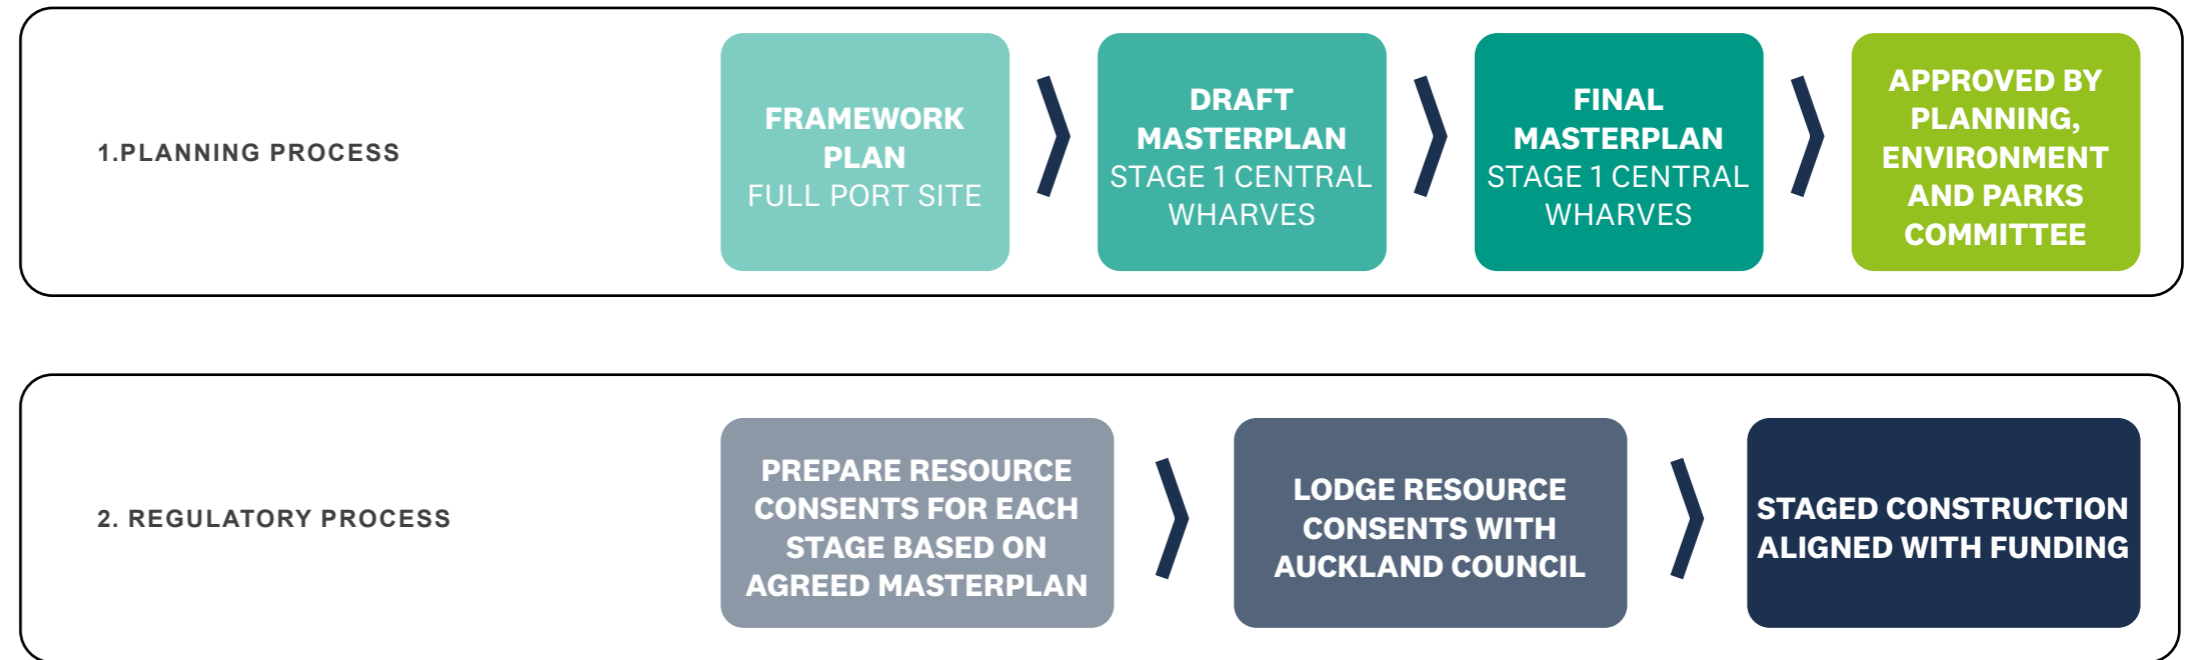 1.PLANNING PROCESS
FRAMEWORK
PLAN
FULL PORT SITE
DRAFT
MASTERPLAN
STAGE 1 CENTRAL
WHARVES
FINAL
MASTERPLAN
STAGE 1 CENTRAL
WHARVES
APPROVED BY
PLANNING,
ENVIRONMENT
AND PARKS
COMMITTEE
2. REGULATORY PROCESS
PREPARE RESOURCE
CONSENTS FOR EACH
STAGE BASED ON
AGREED MASTERPLAN
LODGE RESOURCE
CONSENTS WITH
AUCKLAND COUNCIL
STAGED CONSTRUCTION
ALIGNED WITH FUNDING